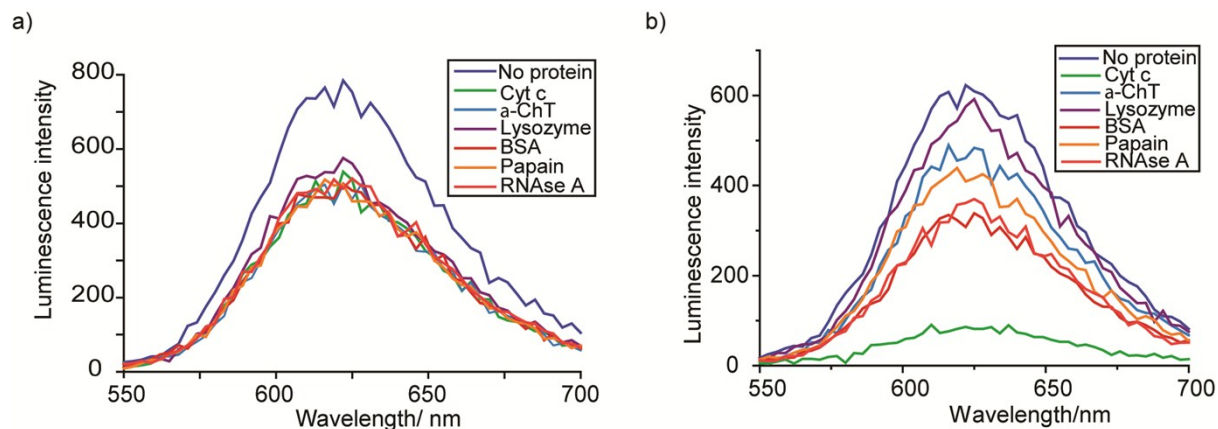 a)
Luminescence intensity
800
600
400
200
0
550
600
650
700
Wavelength/ nm
No protein
Cyt c
a-ChT
Lysozyme
BSA
Papain
RNAse A
b)
Luminescence intensity
600
400
200
0
550
600
650
700
Wavelength/nm
No protein
Cyt c
a-ChT
Lysozyme
BSA
Papain
RNAse A